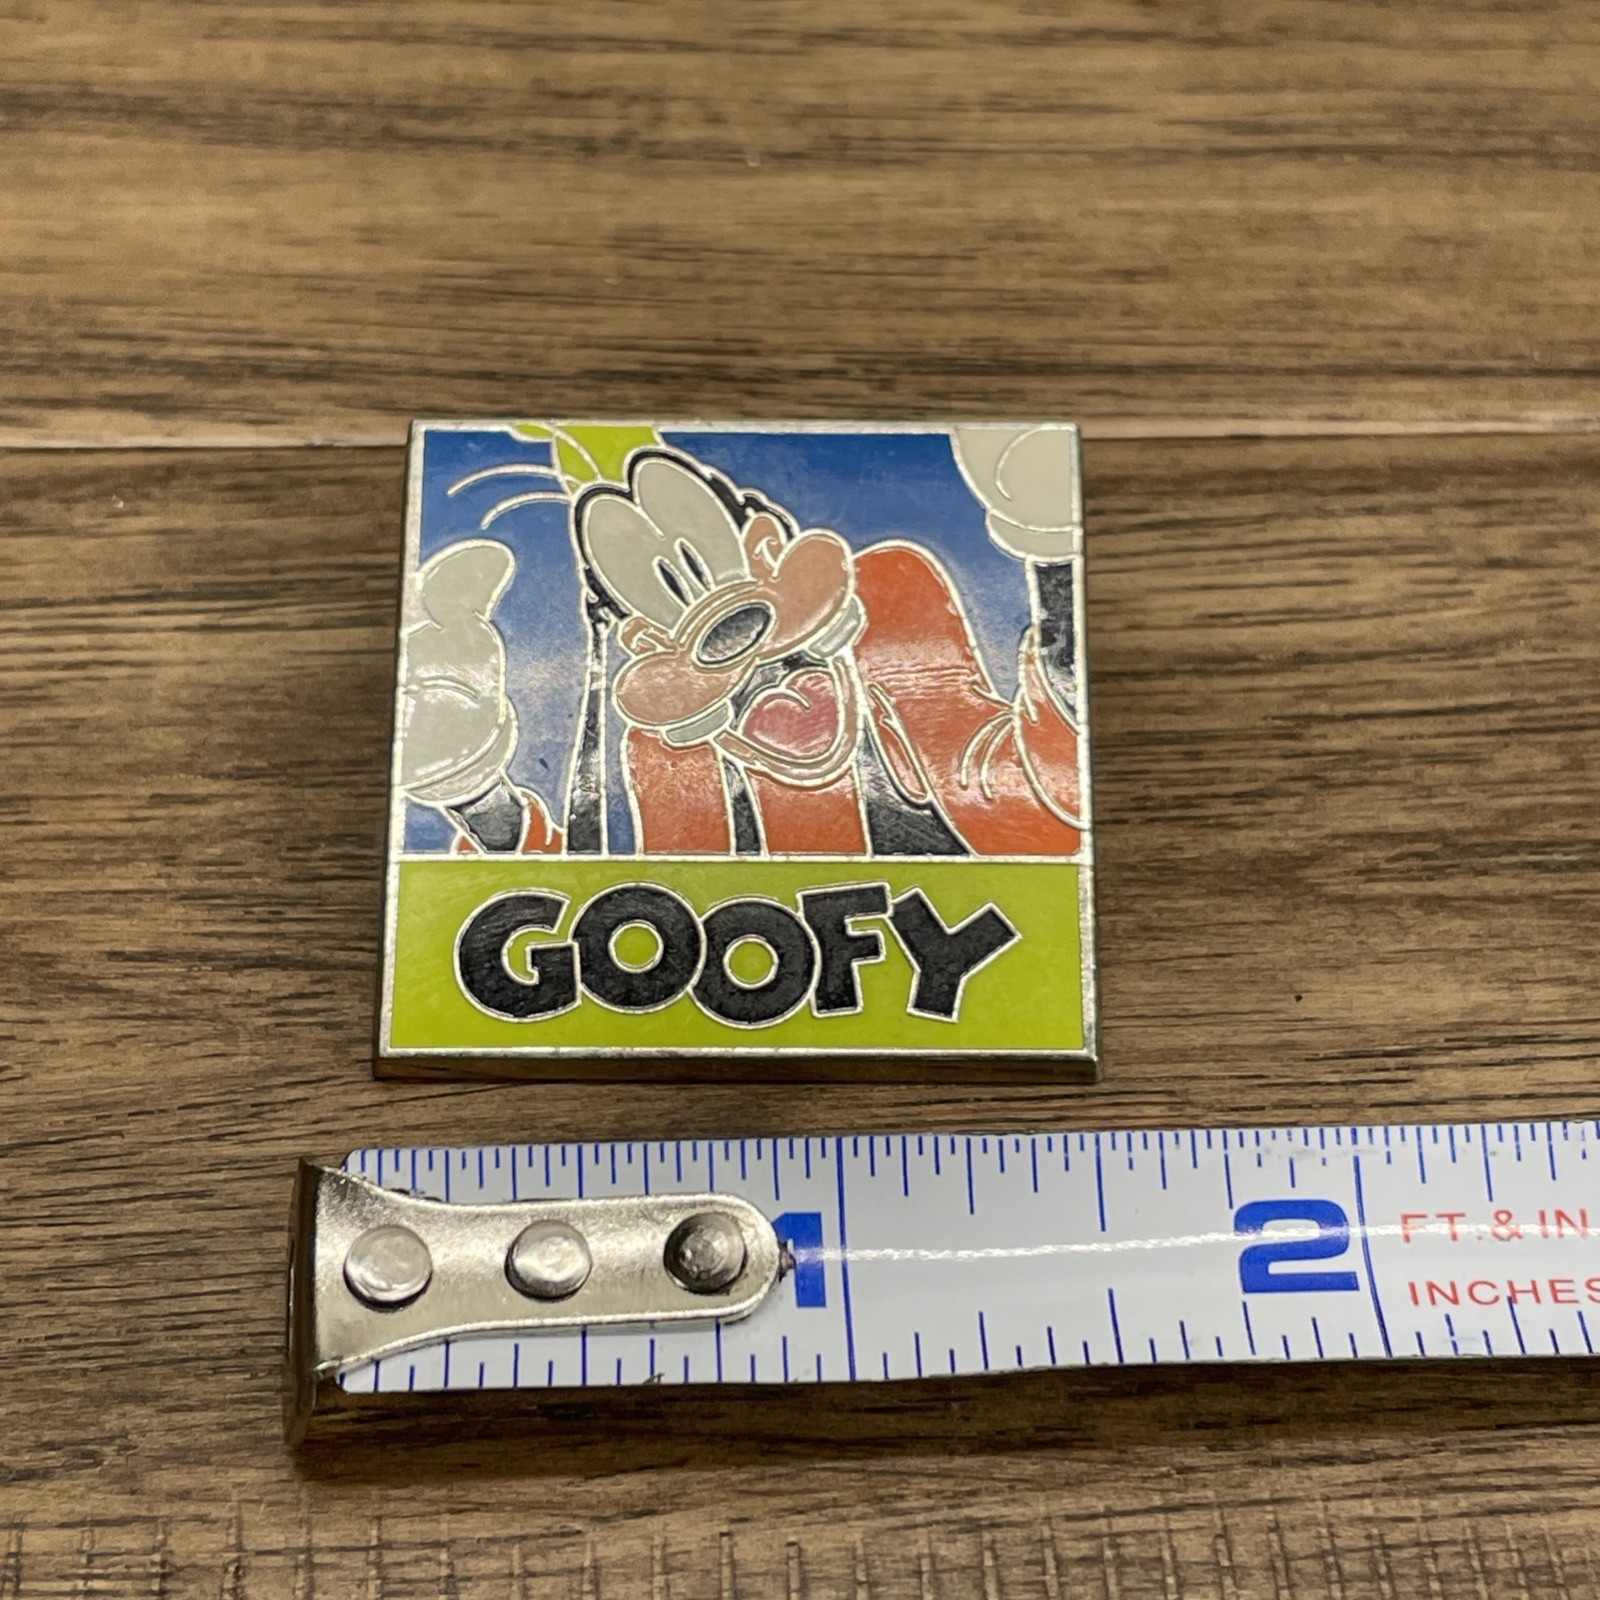 GOOFY
1 2 FT. & IN.
INCHES